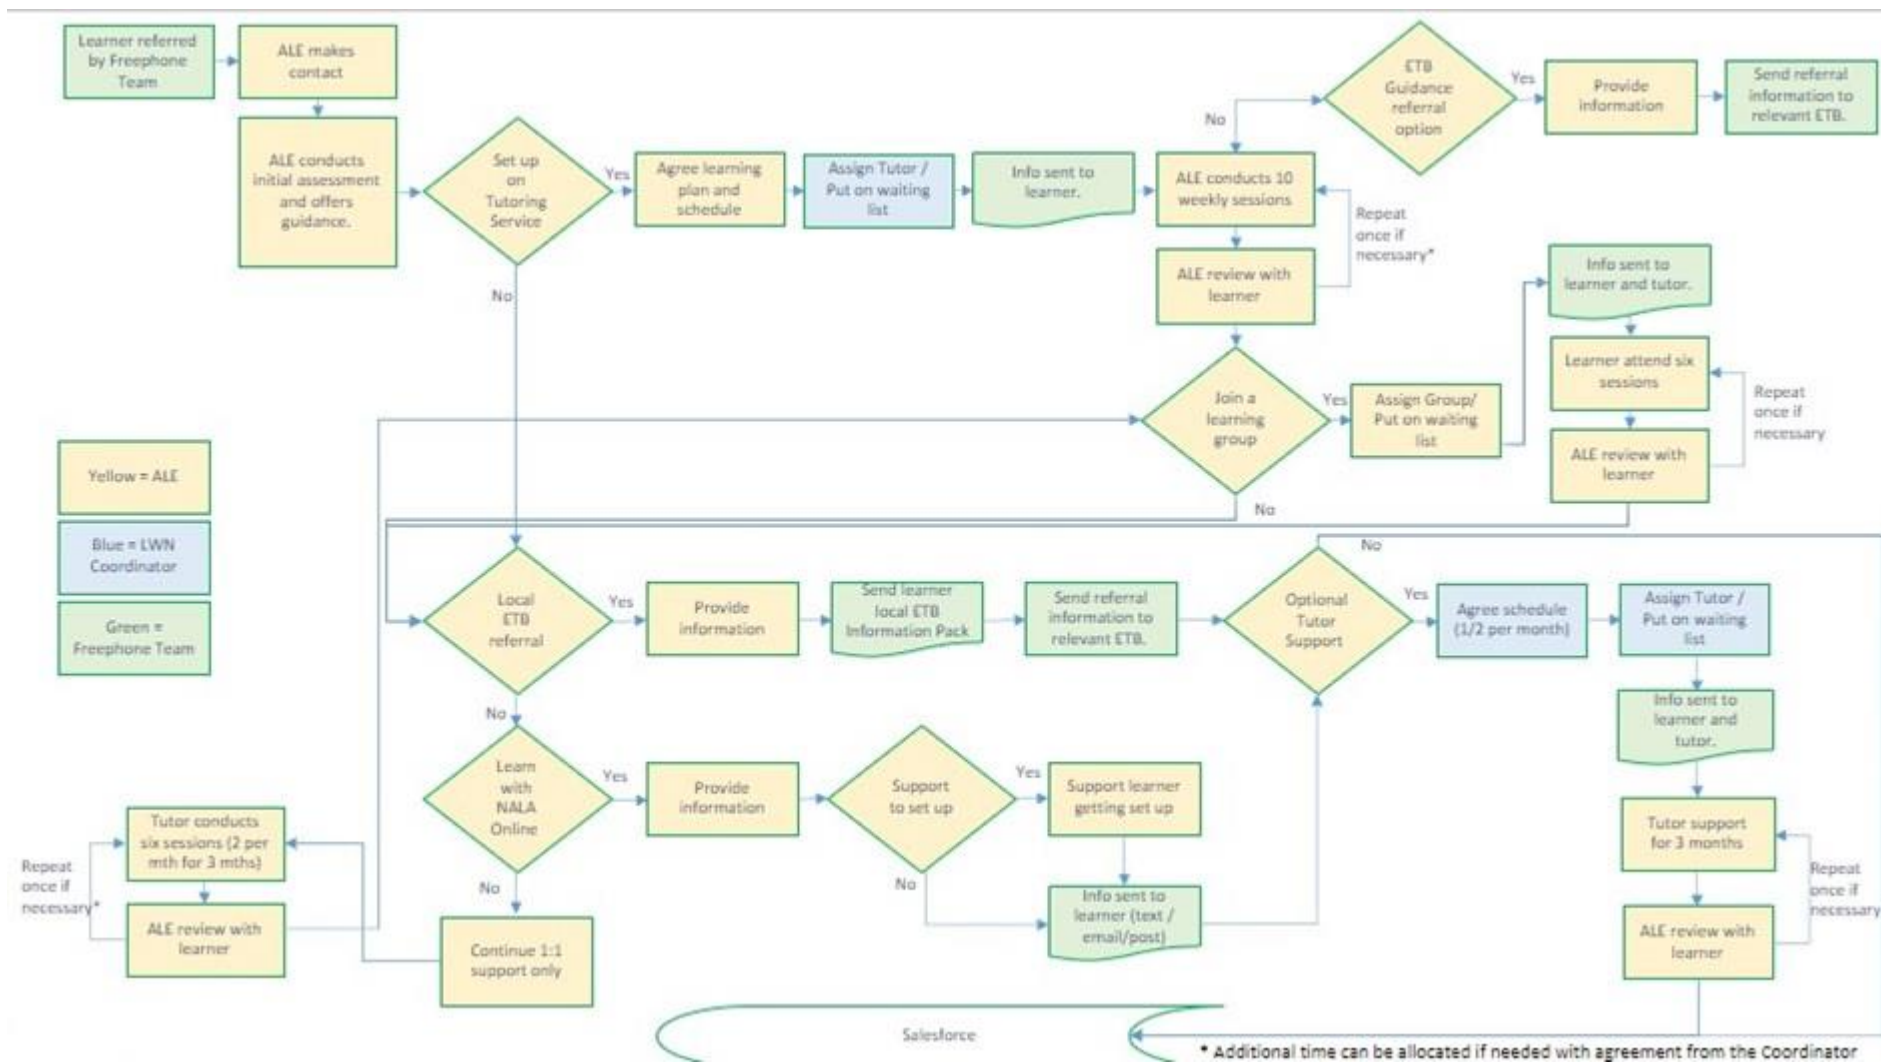 Learner referred
by Freephone
Team
ALE makes
contact
ALE conducts
initial assessment
and offers
guidance.
Set up
on
Tutoring
Service
Yes
No
Agree learning
plan and
schedule
Assign Tutor /
Put on waiting
list
Info sent to
learner.
ETB
Guidance
referral
option
Yes
No
Provide
information
Send referral
information to
relevant ETB.
ALE conducts 10
weekly sessions
Repeat
once if
necessary*
ALE review with
learner
Join a
learning
group
Yes
No
Assign Group/
Put on waiting
list
Info sent to
learner and tutor.
Learner attend six
sessions
Repeat
once if
necessary
ALE review with
learner
Yellow = ALE
Blue = LWN
Coordinator
Green =
Freephone Team
Local
ETB
referral
Yes
No
Provide
information
Send learner
local ETB
Information Pack
Send referral
information to
relevant ETB.
Optional
Tutor
Support
No
Yes
Agree schedule
(1/2 per month)
Assign Tutor /
Put on waiting
list
Info sent to
learner and
tutor.
Tutor support
for 3 months
Repeat
once if
necessary
ALE review with
learner
Learn
with
NALA
Online
Yes
No
Provide
information
Support
to set up
Yes
No
Support learner
getting set up
Info sent to
learner (text /
email/post)
Continue 1:1
support only
Tutor conducts
six sessions (2 per
mth for 3 mths)
Repeat
once if
necessary*
ALE review with
learner
Salesforce
* Additional time can be allocated if needed with agreement from the Coordinator